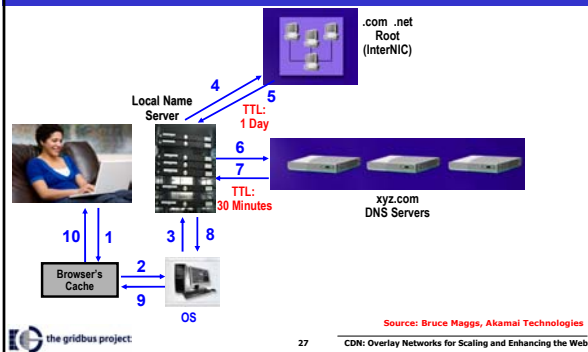 .com .net
Root
(InterNIC)
4
5
Local Name
Server
TTL:
1 Day
6
7
TTL:
30 Minutes
xyz.com
DNS Servers
10
1
3
8
Browser's
Cache
2
9
OS
Source: Bruce Maggs, Akamai Technologies
the gridbus project
27
CDN: Overlay Networks for Scaling and Enhancing the Web